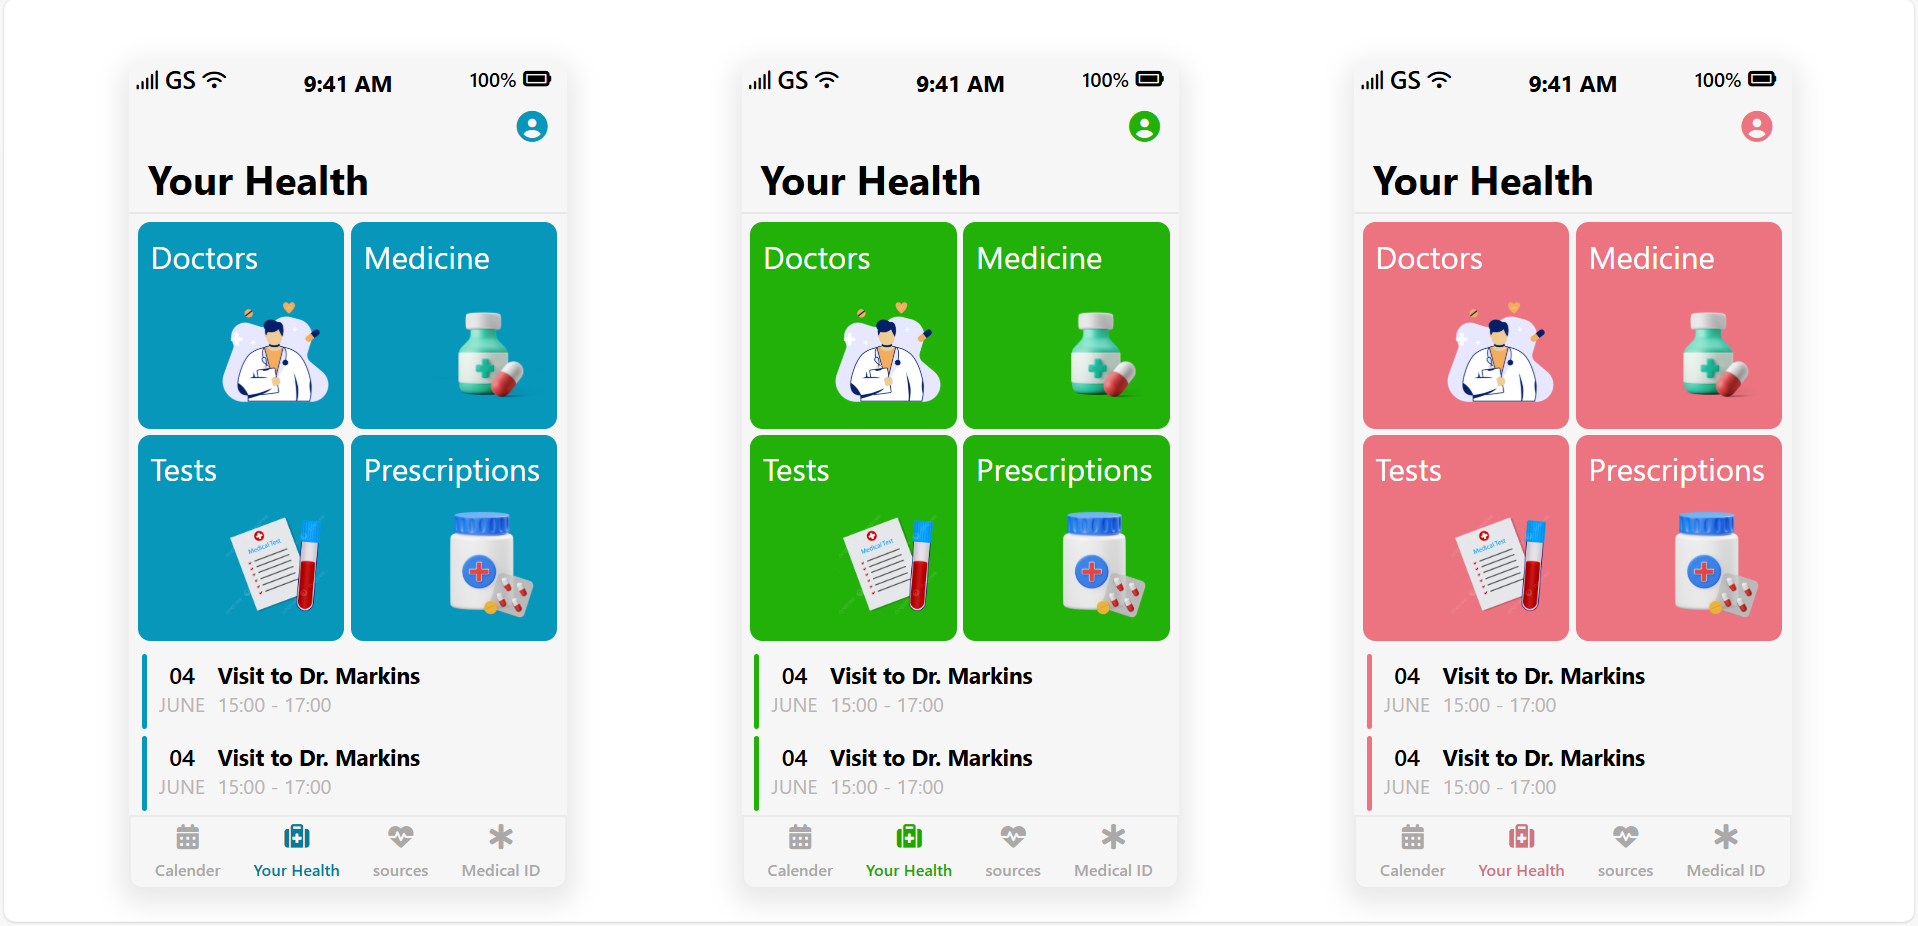 GS 9:41 AM 100%
Your Health
Doctors Medicine
Tests Prescriptions
Medical Test
04 Visit to Dr. Markins
JUNE 15:00 - 17:00
04 Visit to Dr. Markins
JUNE 15:00 - 17:00
Calender Your Health sources Medical ID
GS 9:41 AM 100%
Your Health
Doctors Medicine
Tests Prescriptions
Medical Test
04 Visit to Dr. Markins
JUNE 15:00 - 17:00
04 Visit to Dr. Markins
JUNE 15:00 - 17:00
Calender Your Health sources Medical ID
GS 9:41 AM 100%
Your Health
Doctors Medicine
Tests Prescriptions
Medical Test
04 Visit to Dr. Markins
JUNE 15:00 - 17:00
04 Visit to Dr. Markins
JUNE 15:00 - 17:00
Calender Your Health sources Medical ID